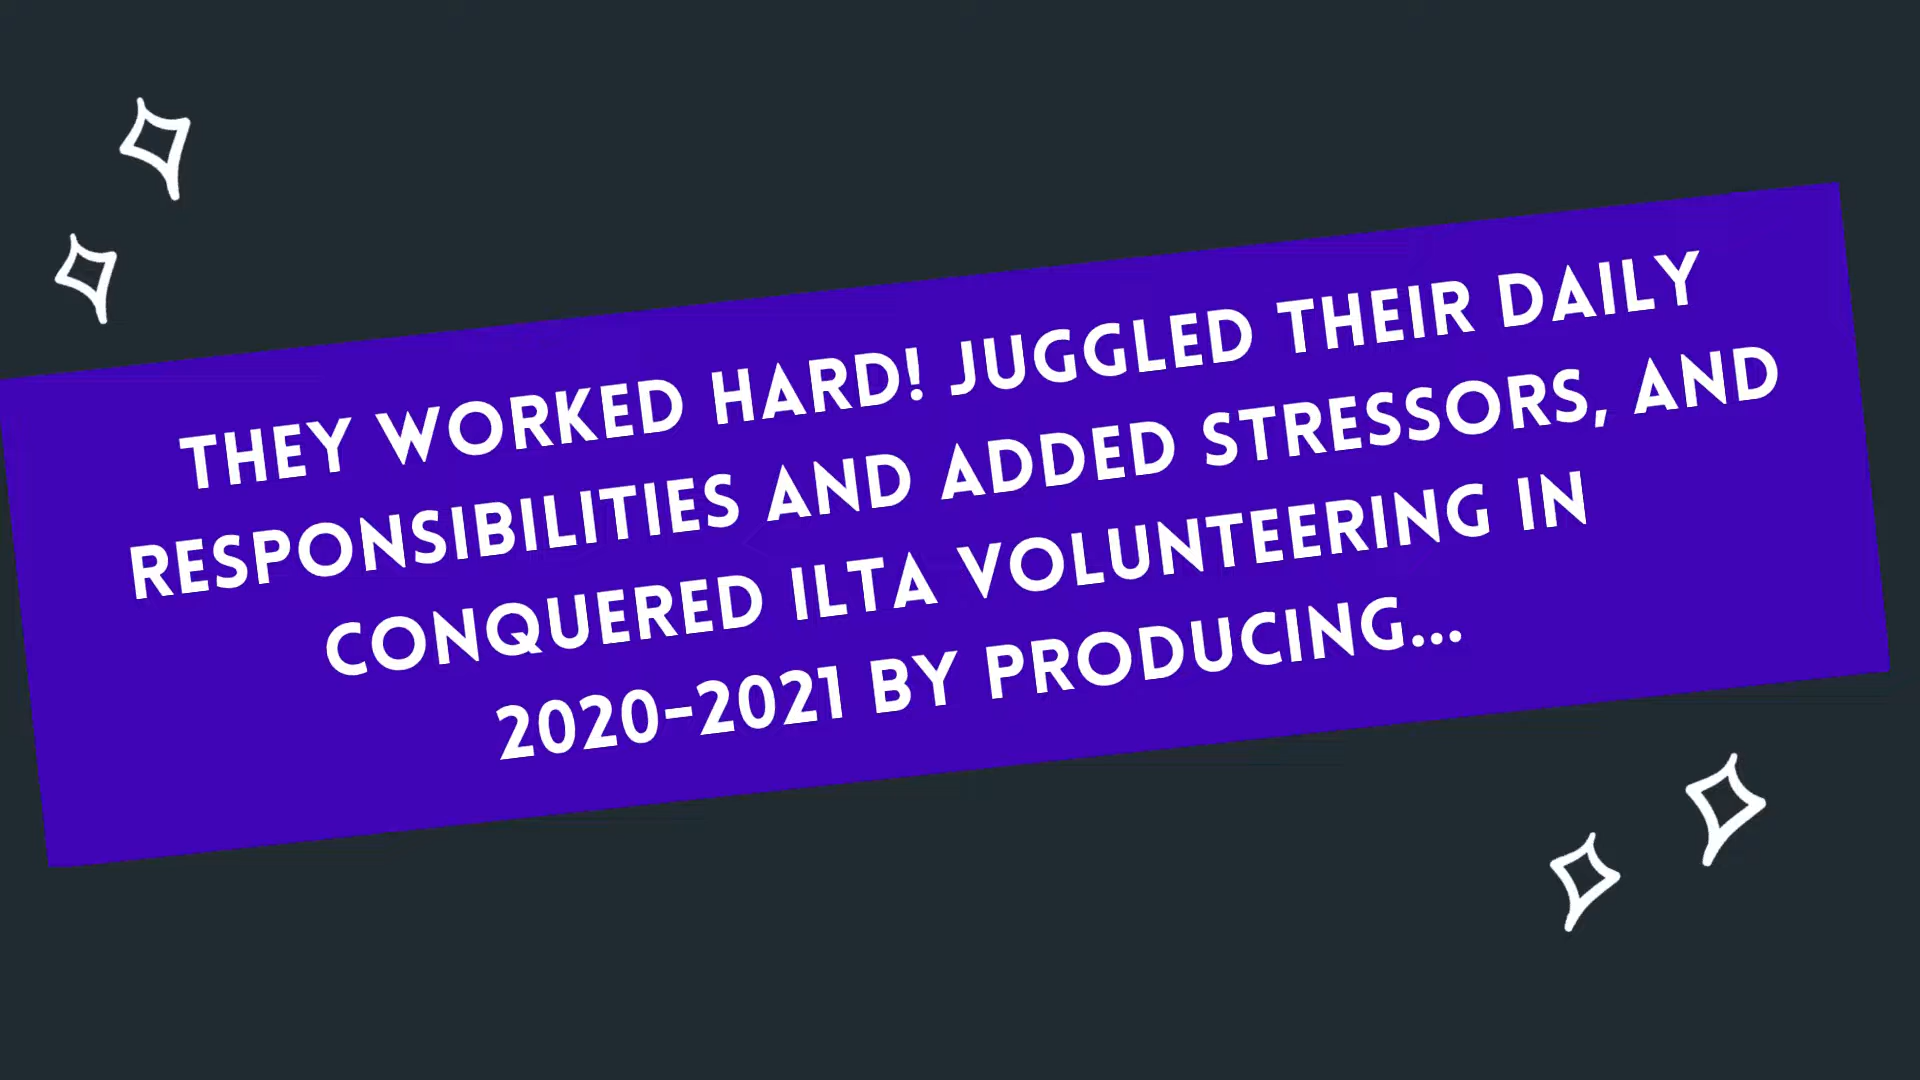 THEY WORKED HARD! JUGGLED THEIR DAILY
RESPONSIBILITIES AND ADDED STRESSORS, AND
CONQUERED ILTA VOLUNTEERING IN
2020-2021 BY PRODUCING...